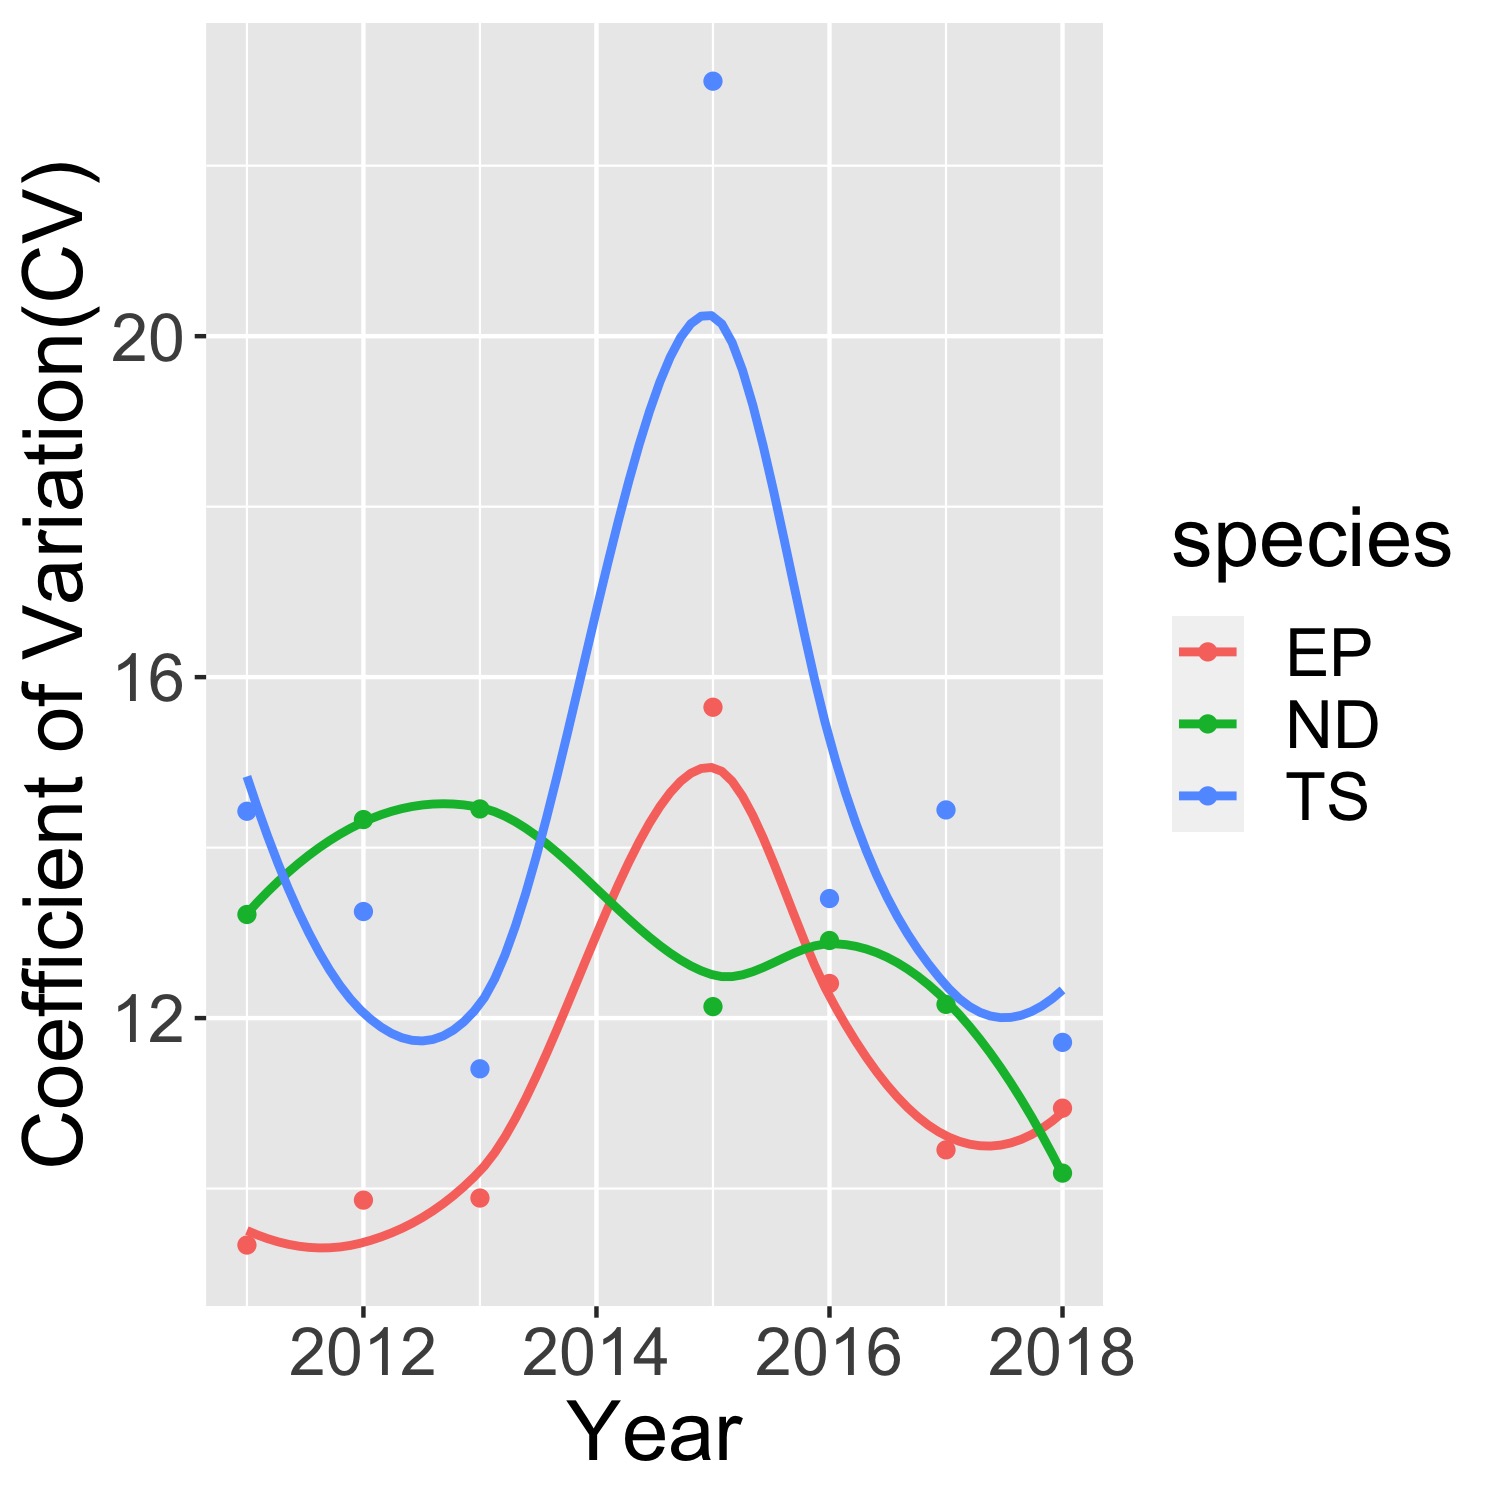 Coefficient of Variation(CV)
20
16
12
2012 2014 2016 2018
Year
species
EP
ND
TS